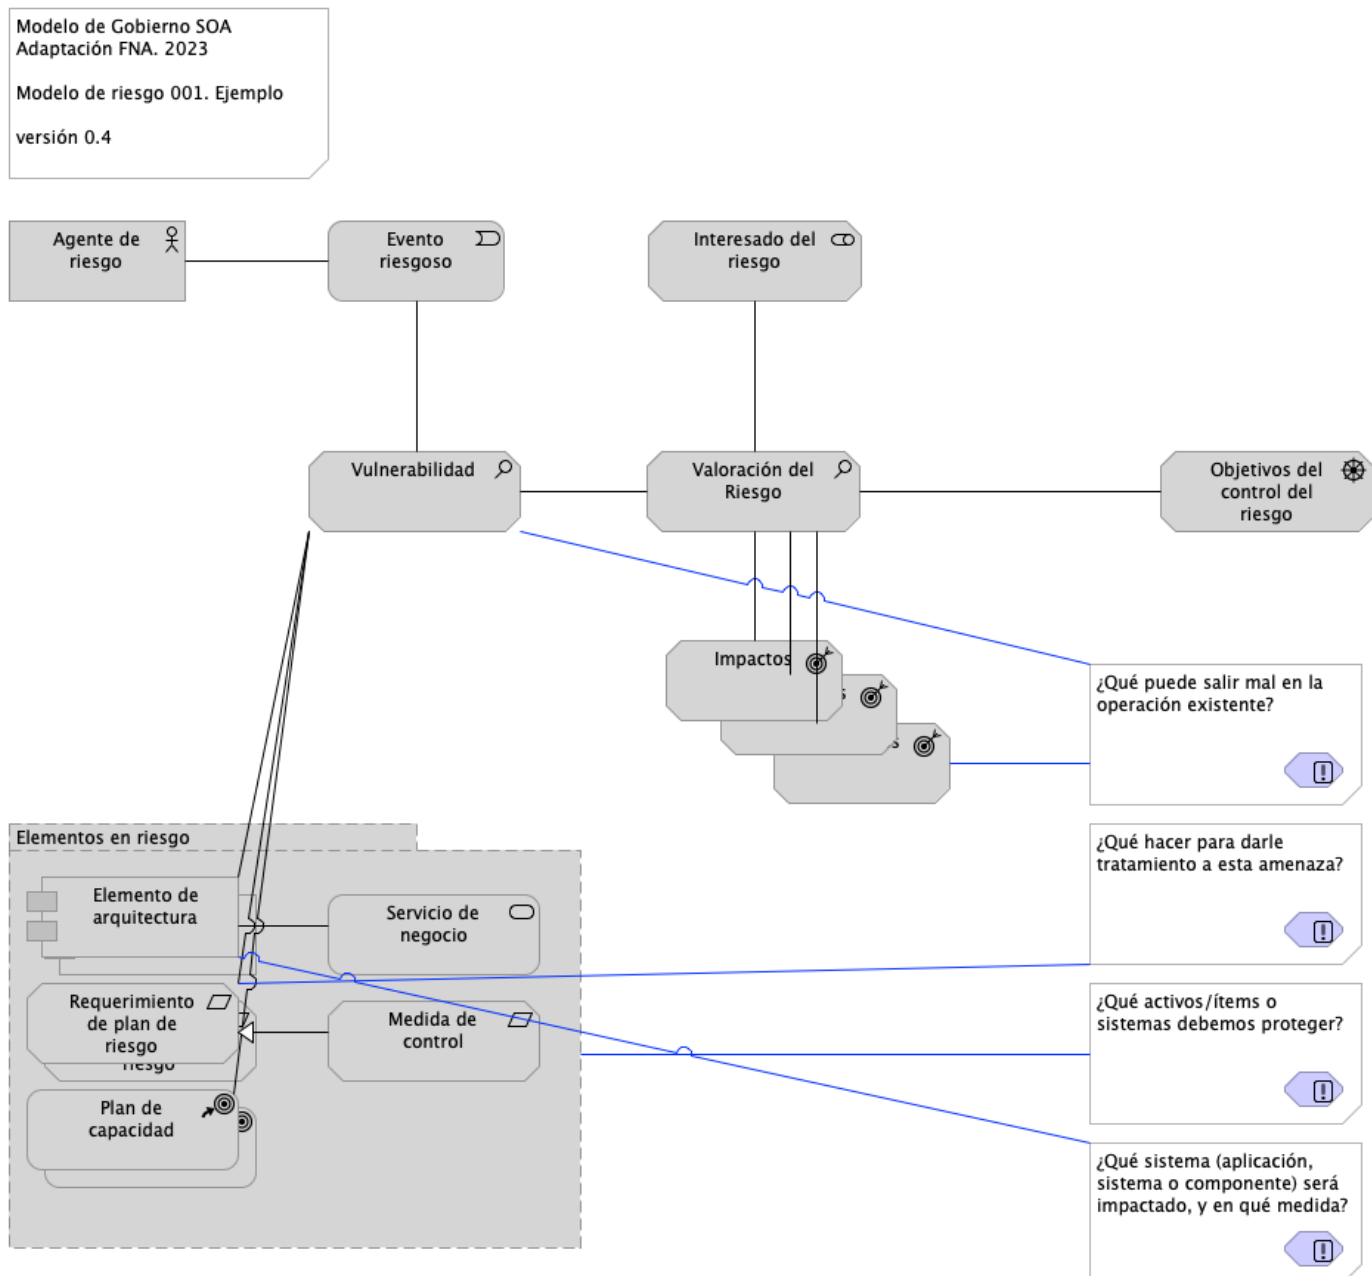 Modelo de Gobierno SOA
Adaptación FNA. 2023
Modelo de riesgo 001. Ejemplo
versión 0.4
Agente de
riesgo
Evento
riesgoso
Interesado del
riesgo
Vulnerabilidad
Valoración del
Riesgo
Objetivos del
control del
riesgo
Impactos
¿Qué puede salir mal en la
operación existente?
Elementos en riesgo
¿Qué hacer para darle
tratamiento a esta amenaza?
Elemento de
arquitectura
Servicio de
negocio
Requerimiento
de plan de
riesgo
riesgo
Medida de
control
¿Qué activos/ítems o
sistemas debemos proteger?
Plan de
capacidad
¿Qué sistema (aplicación,
sistema o componente) será
impactado, y en qué medida?